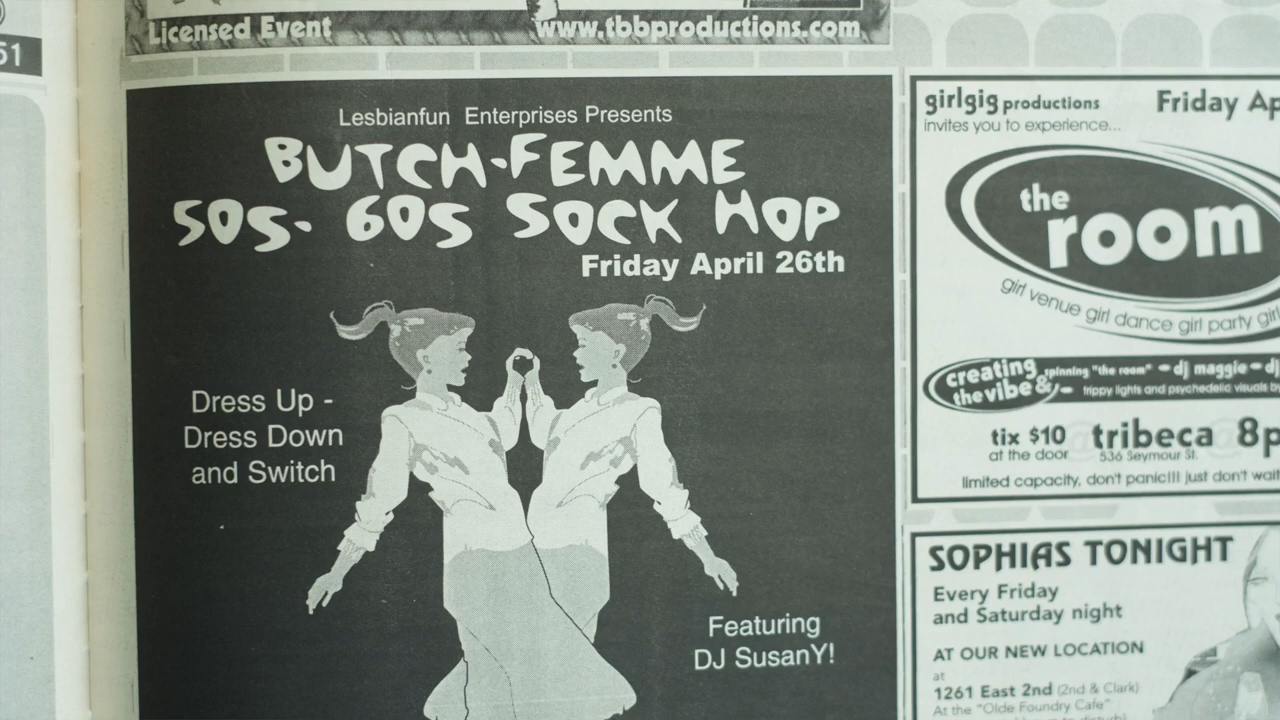 51
Licensed Event
www.tbbproductions.com
Lesbianfun Enterprises Presents
BUTCH-FEMME
50s- 60s SOCK HOP
Friday April 26th
Dress Up -
Dress Down
and Switch
Featuring
DJ SusanY!
girlgig productions
Friday Ap
invites you to experience...
the
room
girl venue girl dance girl party girl
creating
the vibe &
spinning "the room" - dj maggie - dj
trippy lights and psychedelic visuals by
tix $10
at the door
tribeca 8p
536 Seymour St.
limited capacity, don't panic!!! just don't wait
SOPHIAS TONIGHT
Every Friday
and Saturday night
AT OUR NEW LOCATION
at
1261 East 2nd (2nd & Clark)
At the "Olde Foundry Cafe"